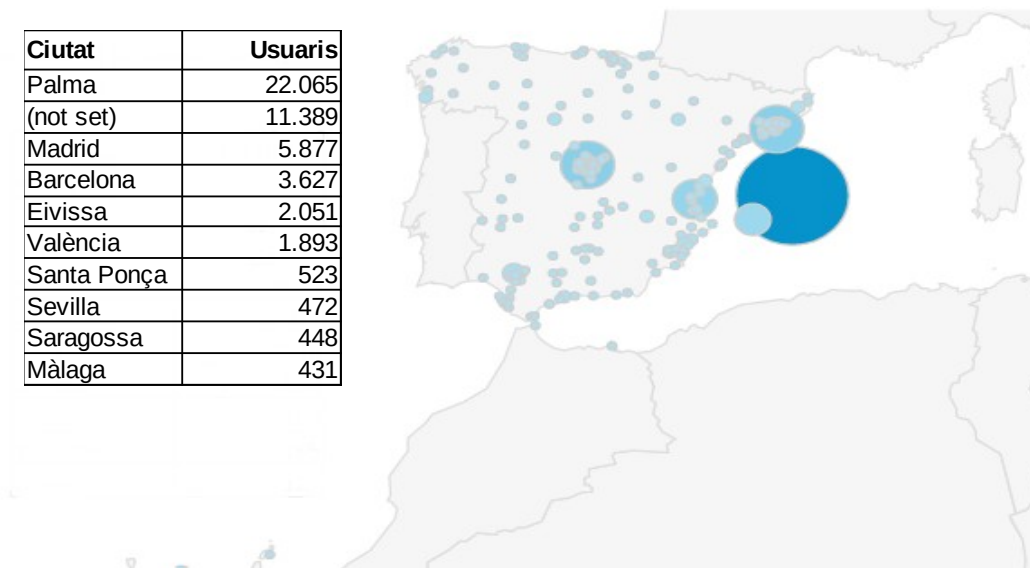 Ciutat Usuaris
Palma 22.065
(not set) 11.389
Madrid 5.877
Barcelona 3.627
Eivissa 2.051
València 1.893
Santa Ponça 523
Sevilla 472
Saragossa 448
Màlaga 431